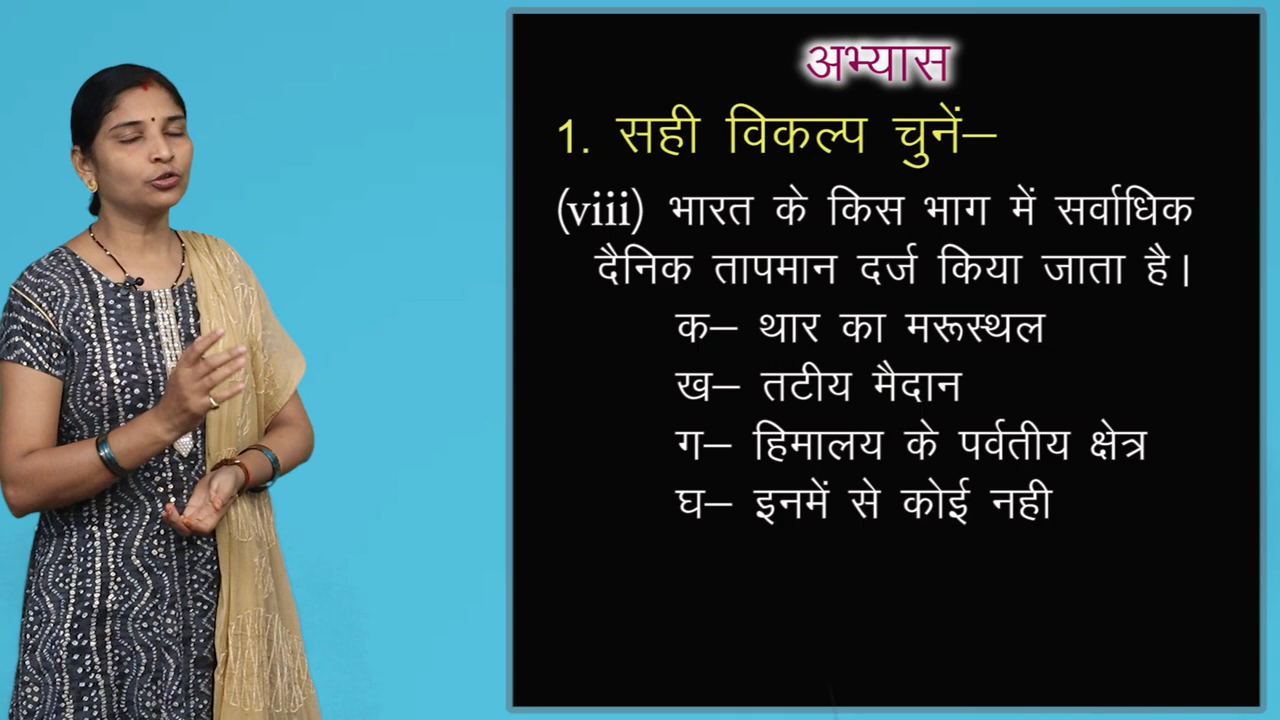 अभ्यास
1. सही विकल्प चुनें–
(viii) भारत के किस भाग में सर्वाधिक
दैनिक तापमान दर्ज किया जाता है।
क– थार का मरूस्थल
ख– तटीय मैदान
ग– हिमालय के पर्वतीय क्षेत्र
घ– इनमें से कोई नही